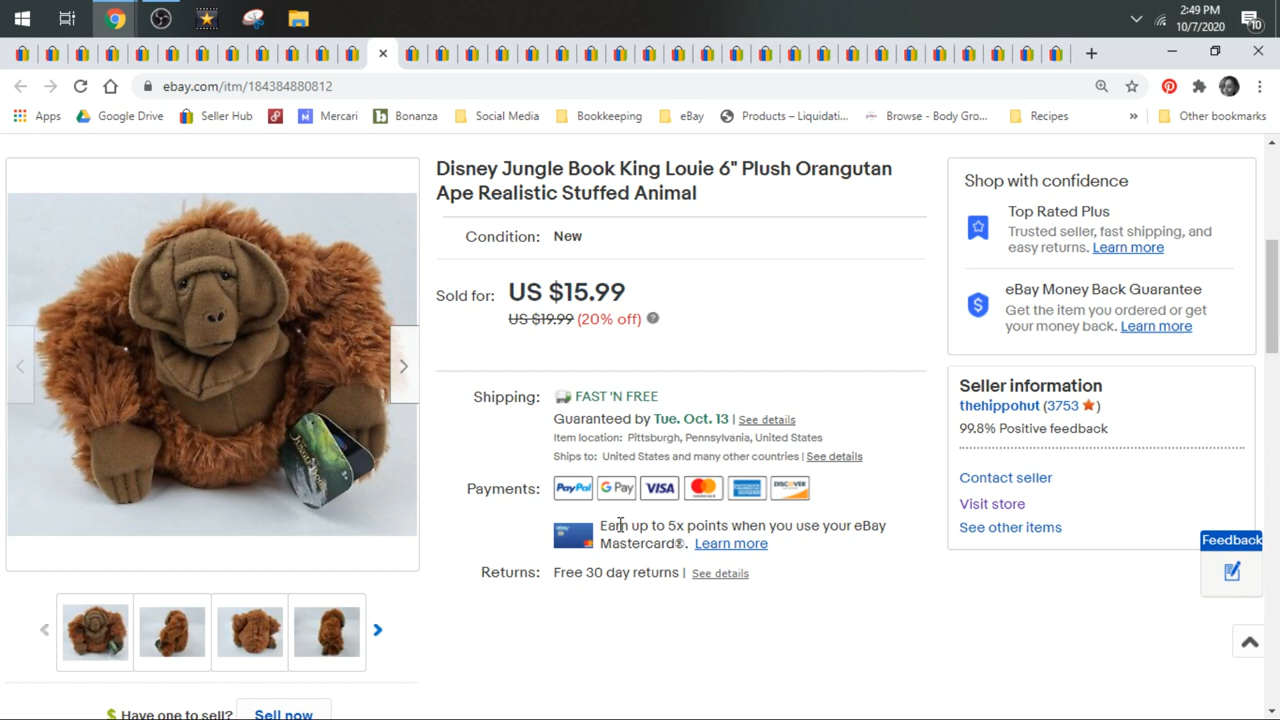 2:49 PM
10/7/2020
10
ebay.com/itm/184384880812
Apps
Google Drive
Seller Hub
Mercari
Bonanza
Social Media
Bookkeeping
eBay
Products – Liquidati...
Browse - Body Gro...
Recipes
»
Other bookmarks
Disney Jungle Book King Louie 6" Plush Orangutan
Ape Realistic Stuffed Animal
Condition: New
Sold for: US $15.99
US $19.99 (20% off)
Shipping: FAST 'N FREE
Guaranteed by Tue. Oct. 13 | See details
Item location: Pittsburgh, Pennsylvania, United States
Ships to: United States and many other countries | See details
Payments: PayPal G Pay VISA mastercard DISCOVER
Earn up to 5x points when you use your eBay
Mastercard®. Learn more
Returns: Free 30 day returns | See details
Have one to sell? Sell now
Shop with confidence
Top Rated Plus
Trusted seller, fast shipping, and
easy returns. Learn more
eBay Money Back Guarantee
Get the item you ordered or get
your money back. Learn more
Seller information
thehippohut (3753 )
99.8% Positive feedback
Contact seller
Visit store
See other items
Feedback